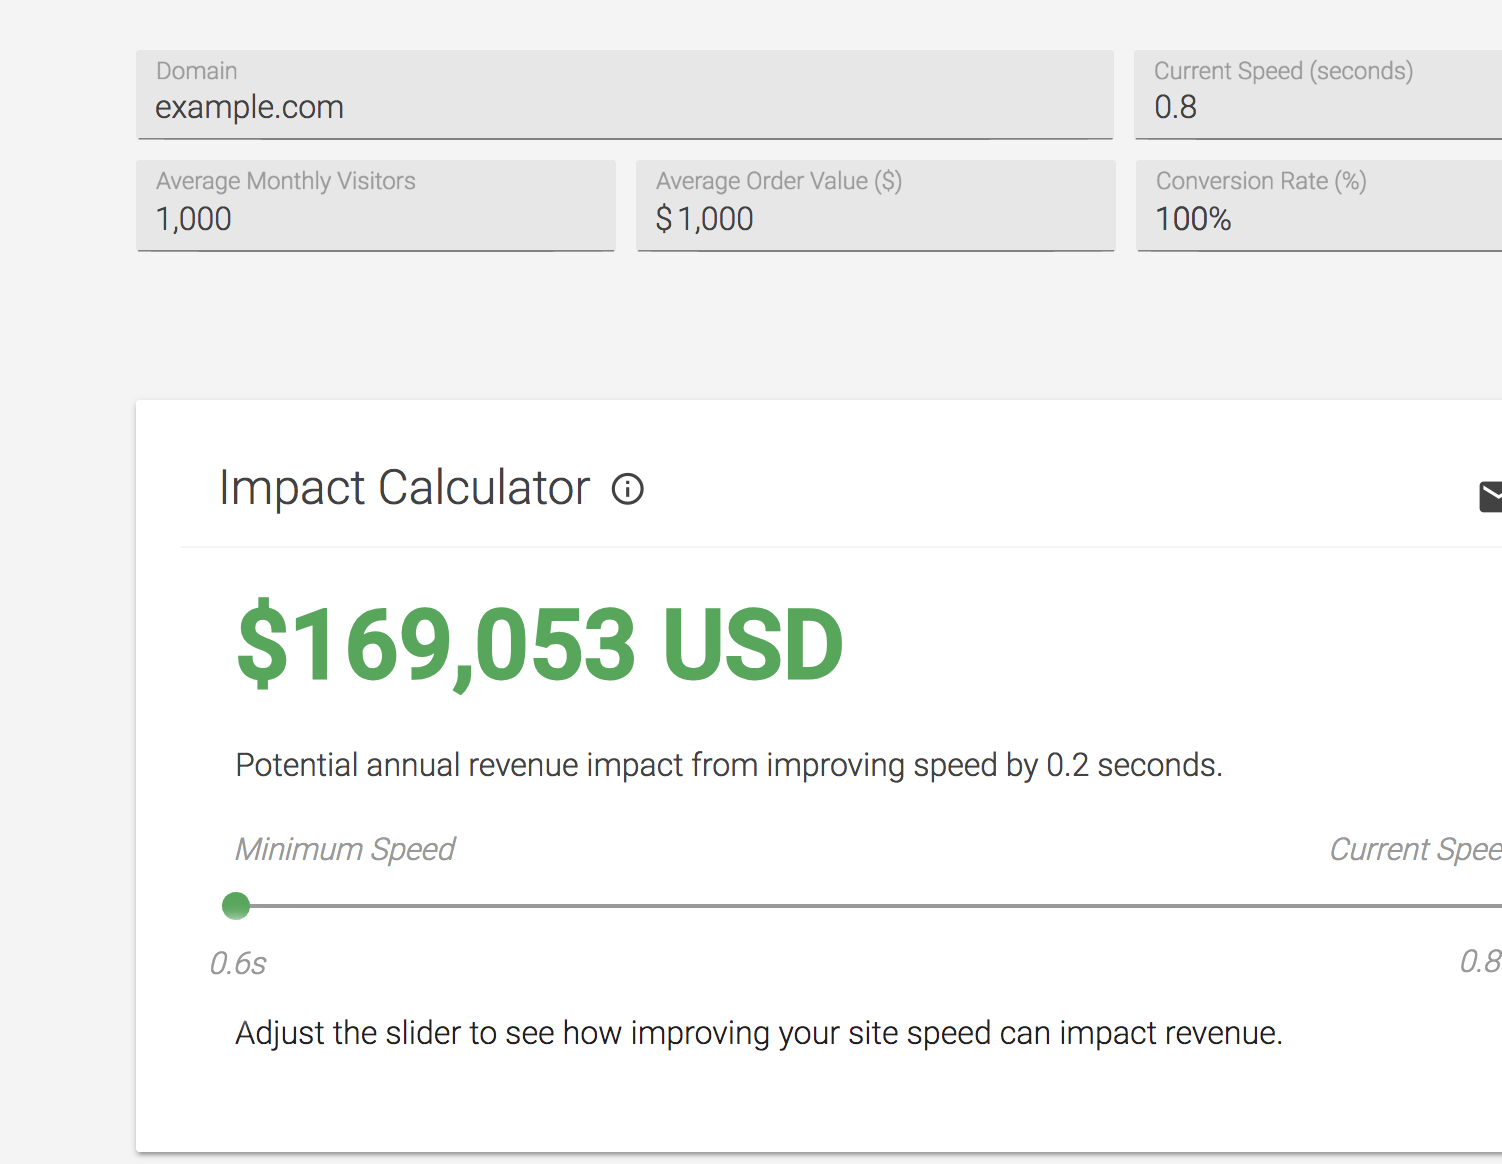 Domain
example.com
Current Speed (seconds)
0.8
Average Monthly Visitors
1,000
Average Order Value ($)
$ 1,000
Conversion Rate (%)
100%
Impact Calculator
$169,053 USD
Potential annual revenue impact from improving speed by 0.2 seconds.
Minimum Speed
Current Spee
0.6s
0.8
Adjust the slider to see how improving your site speed can impact revenue.